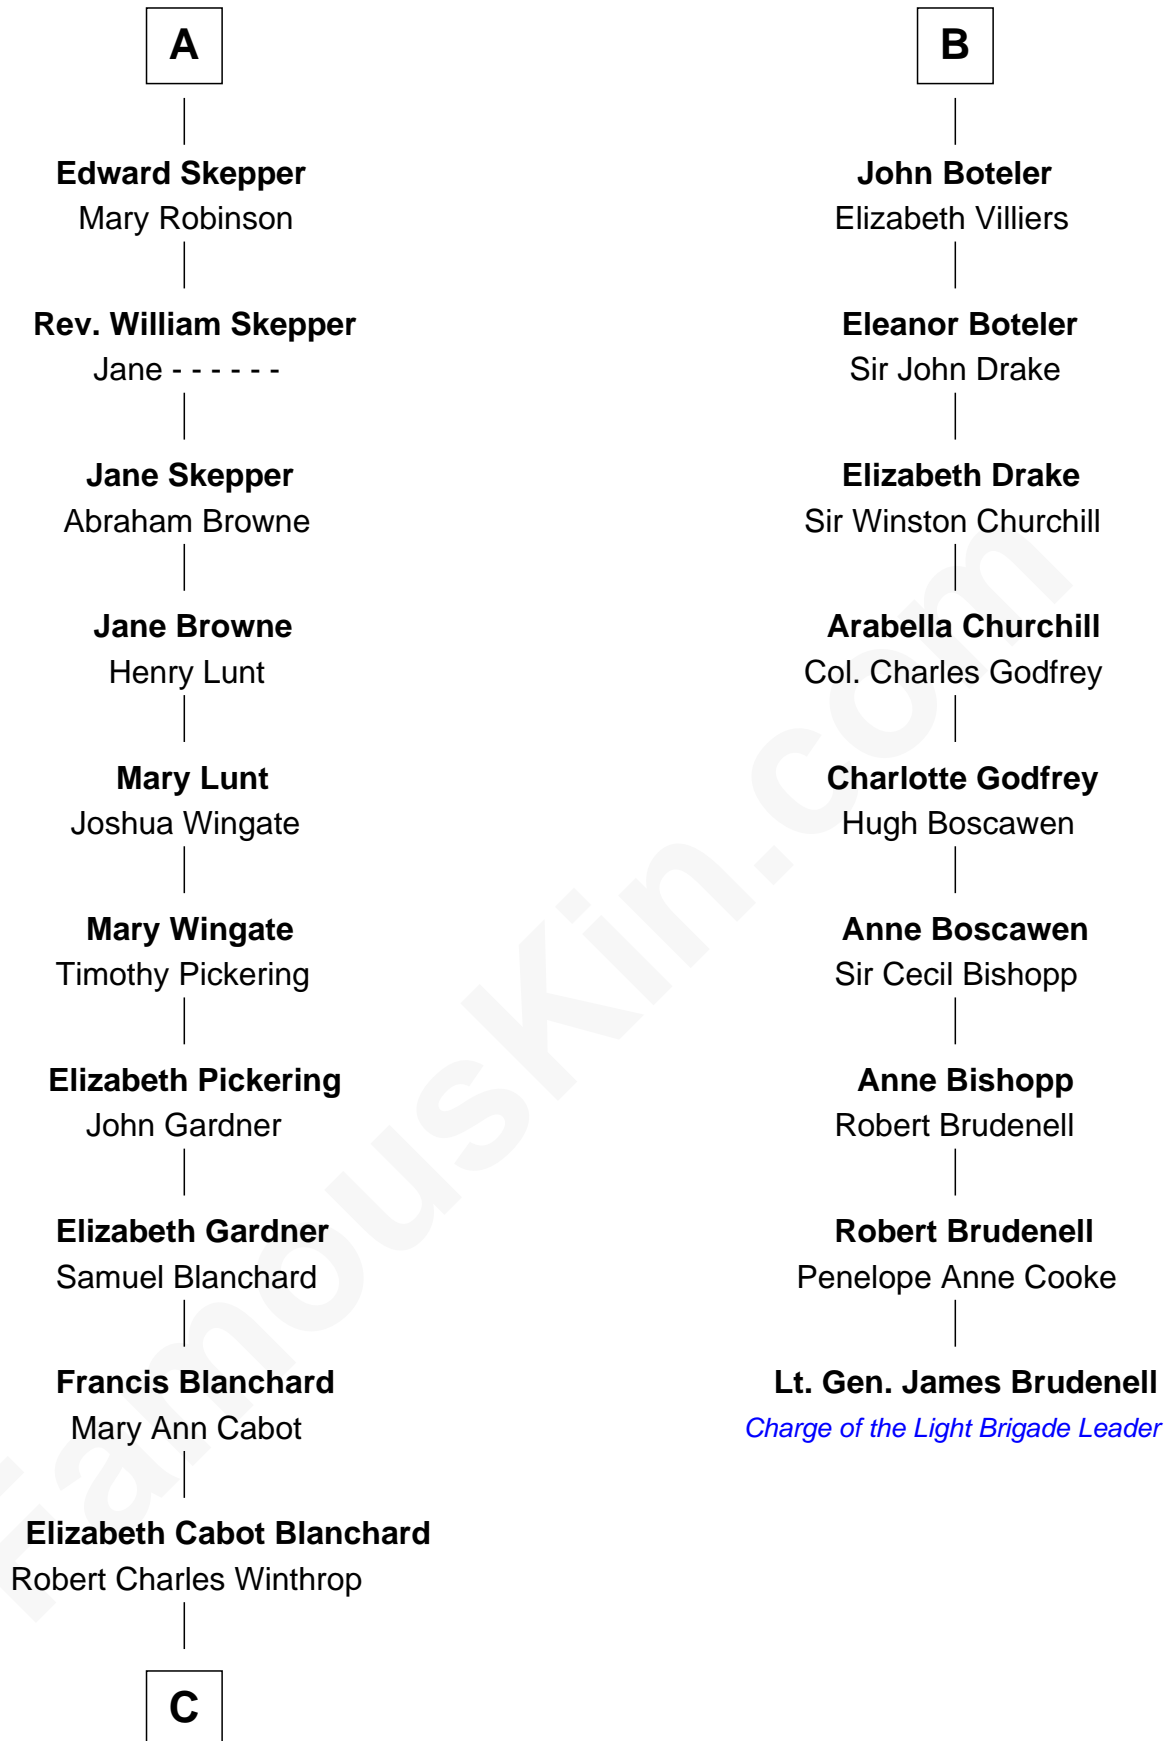 A
Edward Skepper
Mary Robinson
Rev. William Skepper
Jane - - - - - -
Jane Skepper
Abraham Browne
Jane Browne
Henry Lunt
Mary Lunt
Joshua Wingate
Mary Wingate
Timothy Pickering
Elizabeth Pickering
John Gardner
Elizabeth Gardner
Samuel Blanchard
Francis Blanchard
Mary Ann Cabot
Elizabeth Cabot Blanchard
Robert Charles Winthrop
C
B
John Boteler
Elizabeth Villiers
Eleanor Boteler
Sir John Drake
Elizabeth Drake
Sir Winston Churchill
Arabella Churchill
Col. Charles Godfrey
Charlotte Godfrey
Hugh Boscawen
Anne Boscawen
Sir Cecil Bishopp
Anne Bishopp
Robert Brudenell
Robert Brudenell
Penelope Anne Cooke
Lt. Gen. James Brudenell
Charge of the Light Brigade Leader
FamousKin.com